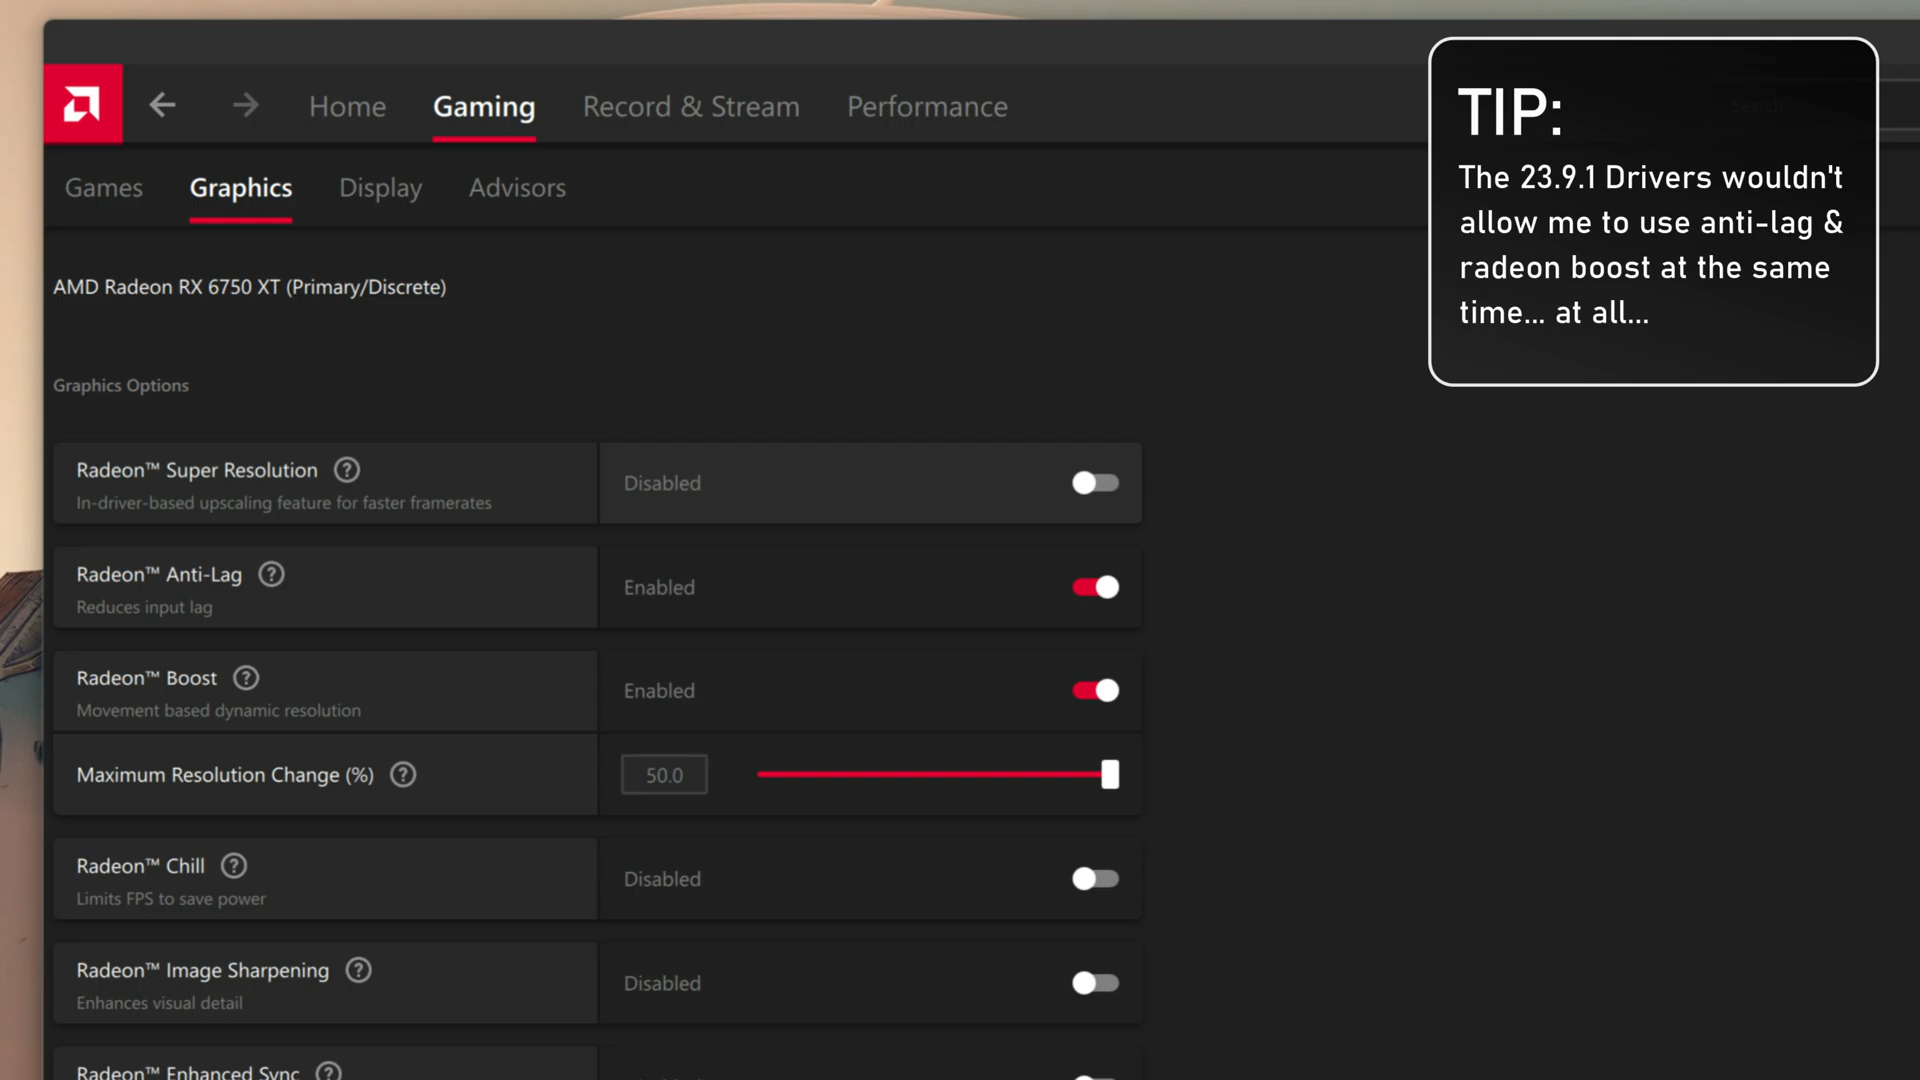 Home
Gaming
Record & Stream
Performance
Search
Games
Graphics
Display
Advisors
TIP:
The 23.9.1 Drivers wouldn't
allow me to use anti-lag &
radeon boost at the same
time... at all...
AMD Radeon RX 6750 XT (Primary/Discrete)
Graphics Options
Radeon™ Super Resolution
In-driver-based upscaling feature for faster framerates
Disabled
Radeon™ Anti-Lag
Reduces input lag
Enabled
Radeon™ Boost
Movement based dynamic resolution
Enabled
Maximum Resolution Change (%)
50.0
Radeon™ Chill
Limits FPS to save power
Disabled
Radeon™ Image Sharpening
Enhances visual detail
Disabled
Radeon™ Enhanced Sync